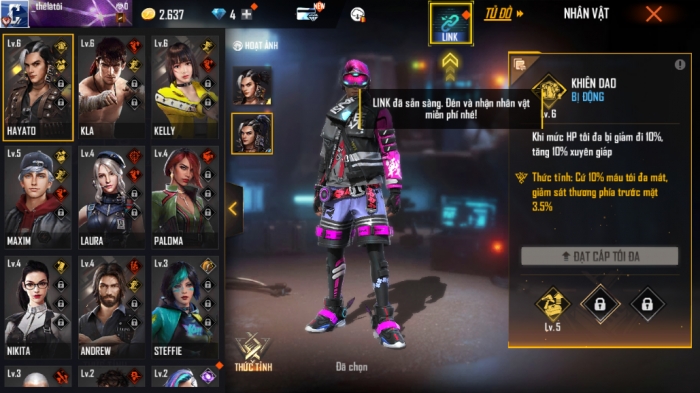 thêlatôi
2.637
4
NEW
LINK
TỦ ĐỒ
NHÂN VẬT
Lv.6
HAYATO
Lv.6
KLA
Lv.6
KELLY
Lv.5
MAXIM
Lv.4
LAURA
Lv.4
PALOMA
Lv.4
NIKITA
Lv.4
ANDREW
Lv.3
STEFFIE
Lv.3
Lv.2
Lv.2
HOẠT ẢNH
LINK đã sẵn sàng. Đến và nhận nhân vật
miễn phí nhé!
THỨC TỈNH
Đã chọn
KHIÊN DAO
BỊ ĐỘNG
Lv.6
Khi mức HP tối đa bị giảm đi 10%,
tăng 10% xuyên giáp
Thức tỉnh: Cứ 10% máu tối đa mất,
giảm sát thương phía trước mặt
3.5%
ĐẠT CẤP TỐI ĐA
Lv.5